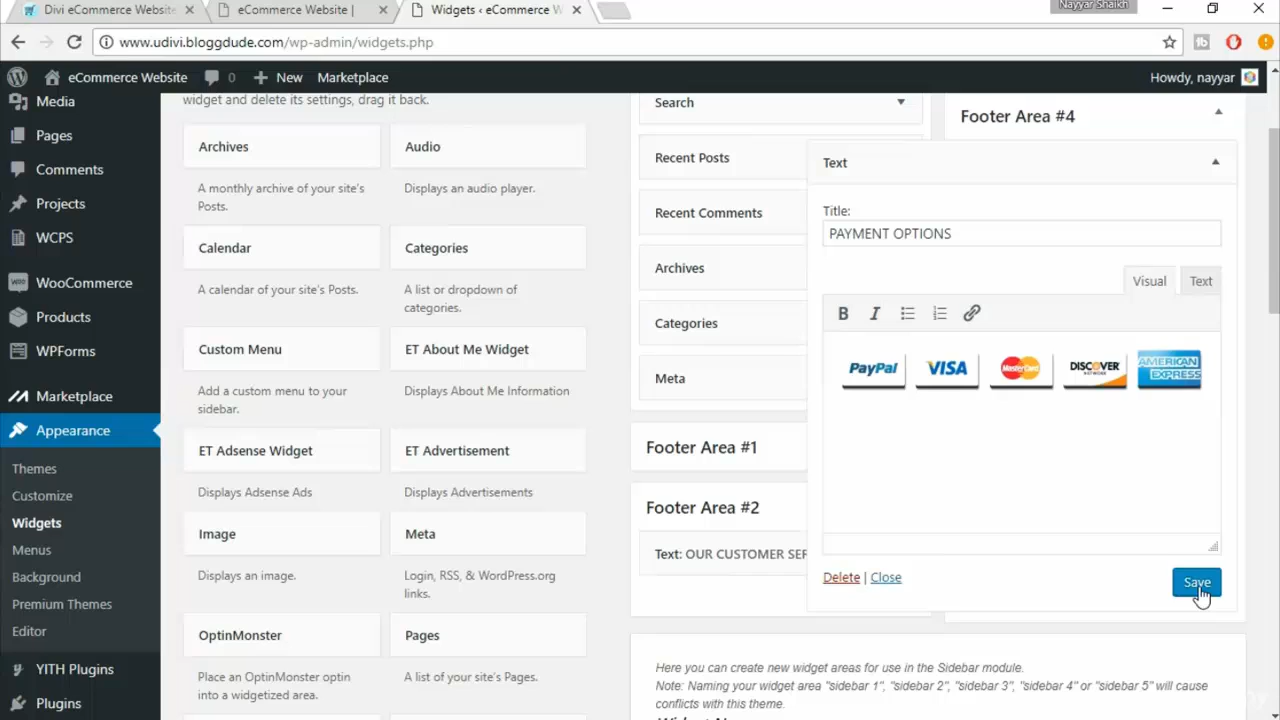 Divi eCommerce Website
eCommerce Website |
Widgets ‹ eCommerce W
Nayyar Shaikh
www.udivi.bloggdude.com/wp-admin/widgets.php
eCommerce Website
0
New
Marketplace
Howdy, nayyar
Media
Pages
Comments
Projects
WCPS
WooCommerce
Products
WPForms
Marketplace
Appearance
Themes
Customize
Widgets
Menus
Background
Premium Themes
Editor
YITH Plugins
Plugins
widget and delete its settings, drag it back.
Archives
A monthly archive of your site's
Posts.
Audio
Displays an audio player.
Calendar
A calendar of your site's Posts.
Categories
A list or dropdown of
categories.
Custom Menu
Add a custom menu to your
sidebar.
ET About Me Widget
Displays About Me Information
ET Adsense Widget
Displays Adsense Ads
ET Advertisement
Displays Advertisements
Image
Displays an image.
Meta
Login, RSS, & WordPress.org
links.
OptinMonster
Place an OptinMonster optin
into a widgetized area.
Pages
A list of your site's Pages.
Search
Recent Posts
Recent Comments
Archives
Categories
Meta
Footer Area #1
Footer Area #2
Text: OUR CUSTOMER SER
Footer Area #4
Text
Title:
PAYMENT OPTIONS
Visual
Text
B I
PayPal
VISA
MasterCard
DISCOVER
NETWORK
AMERICAN
EXPRESS
Delete | Close
Save
Here you can create new widget areas for use in the Sidebar module.
Note: Naming your widget area "sidebar 1", "sidebar 2", "sidebar 3", "sidebar 4" or "sidebar 5" will cause
conflicts with this theme.